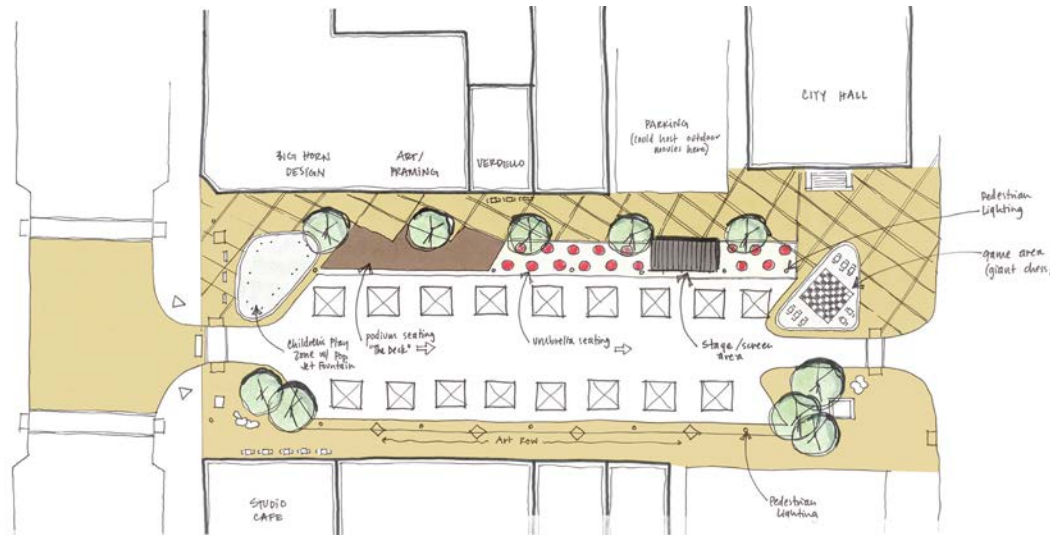 CITY HALL
PARKING
(could host outdoor
movies here)
BIG HORN
DESIGN
ART/
FRAMING
VERDELLO
Pedestrian
Lighting
game area
(giant chess)
Children's Play
Zone w/ Pop
Jet Fountain
podium seating
"The Deck"
umbrella seating
Stage/screen
area
Art Row
STUDIO
CAFE
Pedestrian
Lighting